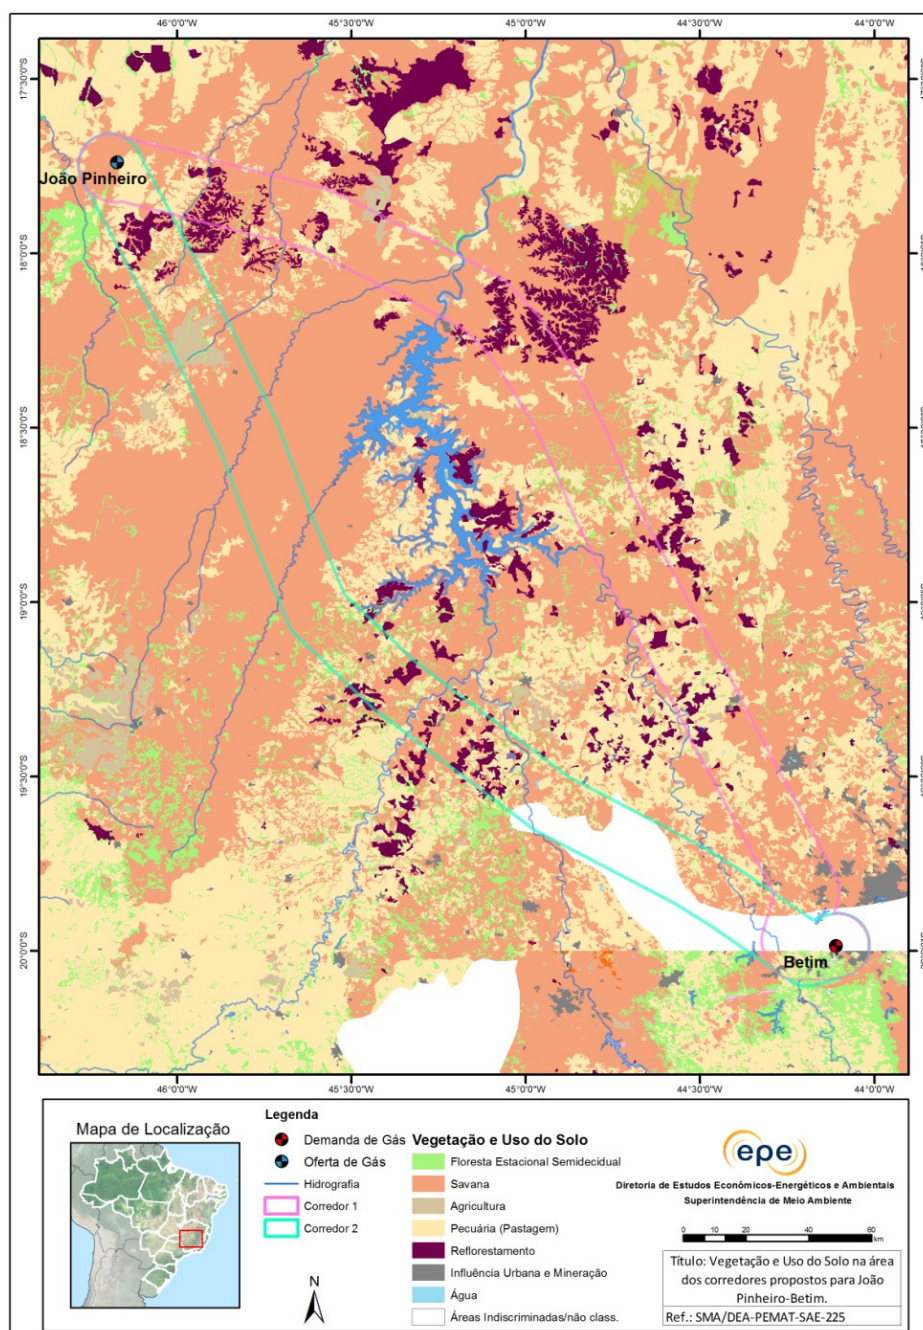 46°0'0"W 45°30'0"W 45°0'0"W 44°30'0"W 44°0'0"W
17°30'0"S
João Pinheiro
18°0'0"S
18°30'0"S
19°0'0"S
19°30'0"S
20°0'0"S
Betim
46°0'0"W 45°30'0"W 45°0'0"W 44°30'0"W 44°0'0"W
Mapa de Localização
Legenda
Demanda de Gás
Oferta de Gás
Hidrografia
Corredor 1
Corredor 2
N
Vegetação e Uso do Solo
Floresta Estacional Semidecidual
Savana
Agricultura
Pecuária (Pastagem)
Reflorestamento
Influência Urbana e Mineração
Água
Áreas Indiscriminadas/não class.
epe
Diretoria de Estudos Econômicos-Energéticos e Ambientais
Superintendência de Meio Ambiente
0 10 20 40 60
km
Título: Vegetação e Uso do Solo na área
dos corredores propostos para João
Pinheiro-Betim.
Ref.: SMA/DEA-PEMAT-SAE-225